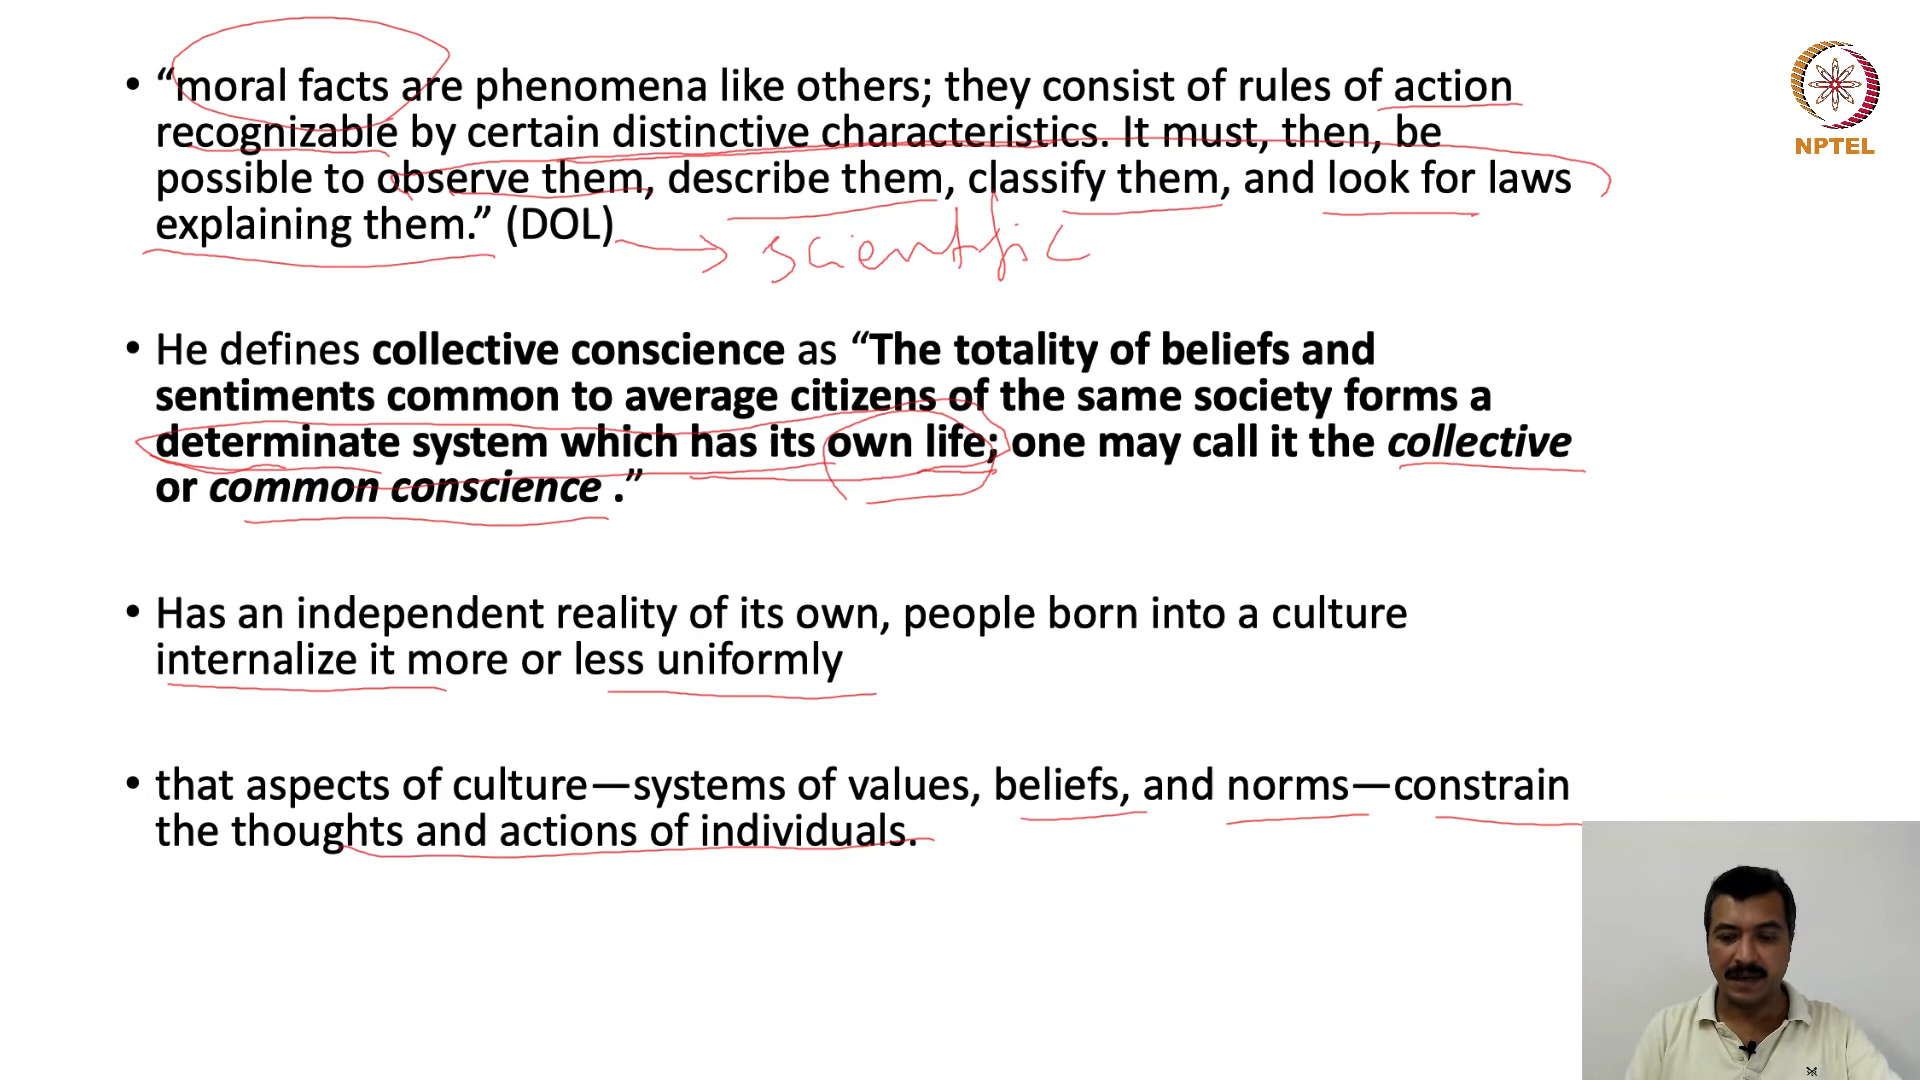 • “moral facts are phenomena like others; they consist of rules of action
recognizable by certain distinctive characteristics. It must, then, be
possible to observe them, describe them, classify them, and look for laws
explaining them.” (DOL)
scientific
• He defines collective conscience as “The totality of beliefs and
sentiments common to average citizens of the same society forms a
determinate system which has its own life; one may call it the collective
or common conscience .”
• Has an independent reality of its own, people born into a culture
internalize it more or less uniformly
• that aspects of culture—systems of values, beliefs, and norms—constrain
the thoughts and actions of individuals.
NPTEL